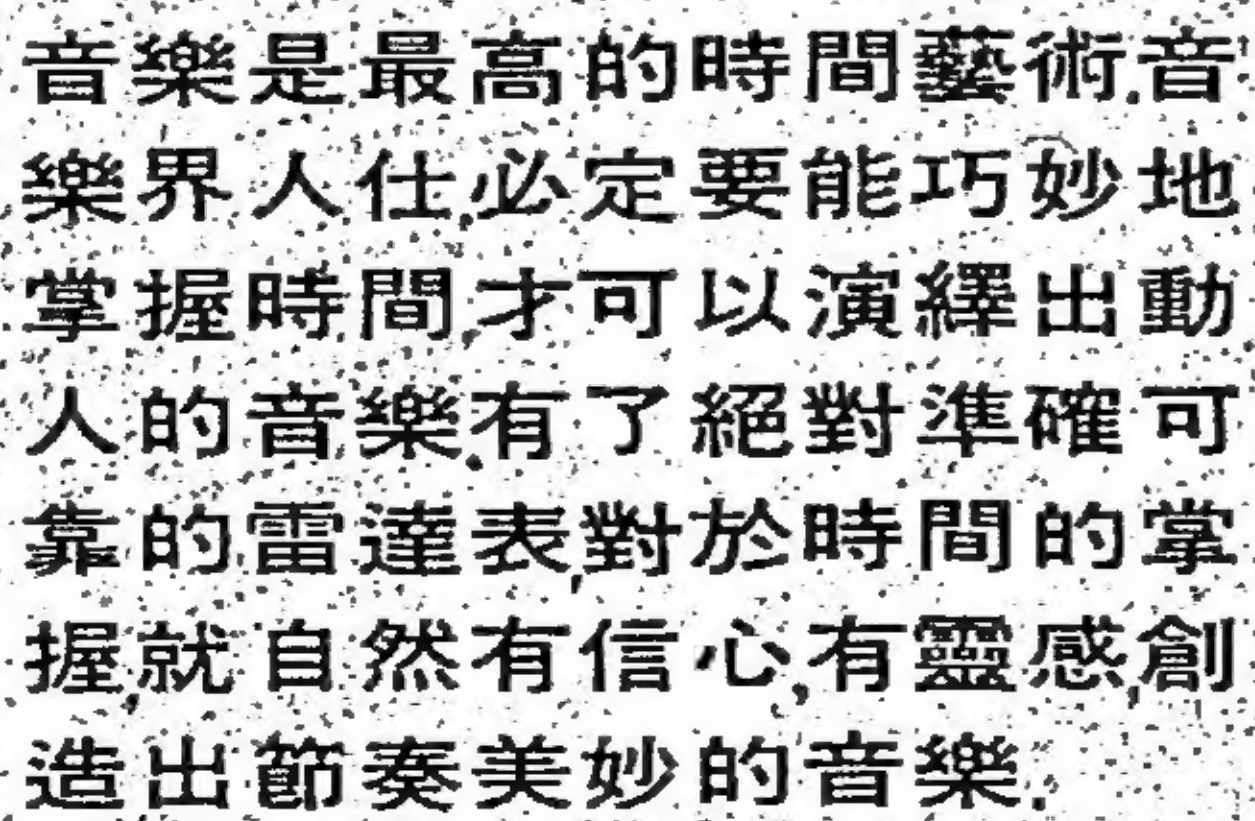 音樂是最高的時間藝術.音
樂界人仕,必定要能巧妙地
掌握時間,才可以演繹出動
人的音樂.有了絕對準確可
靠的雷達表,對於時間的掌
握,就自然有信心,有靈感,創
造出節奏美妙的音樂.